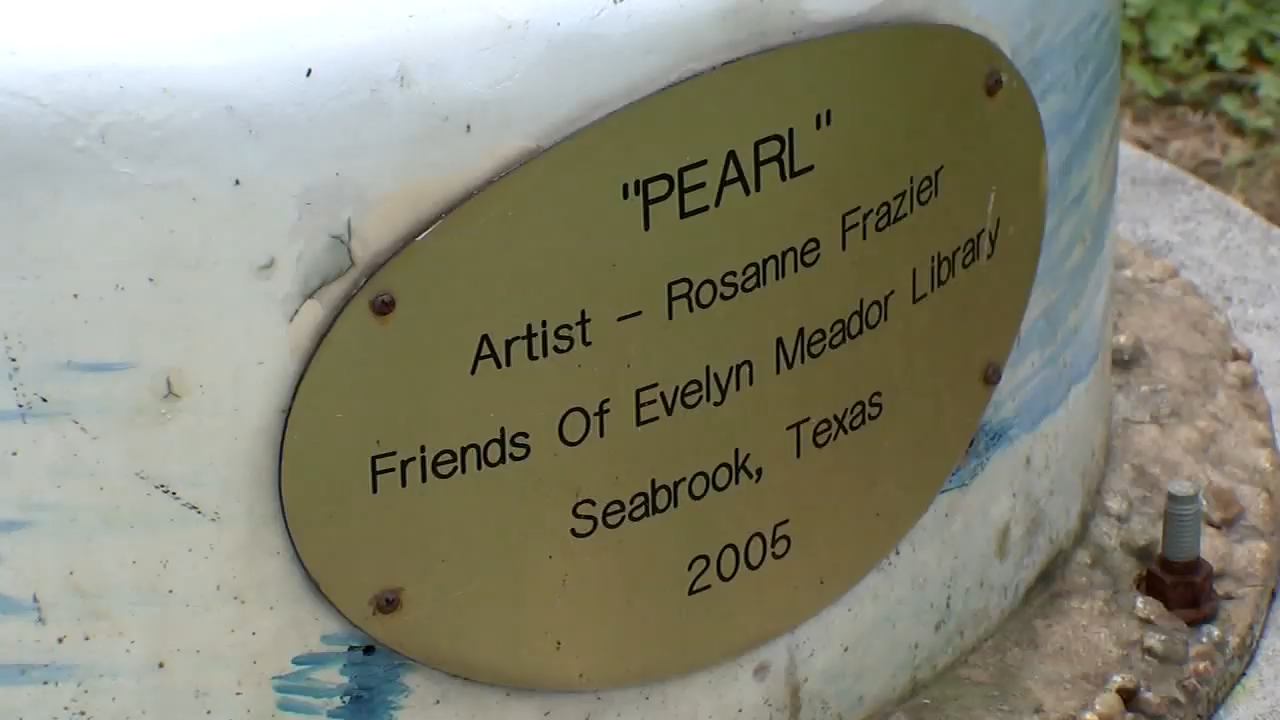 "PEARL"
Artist - Rosanne Frazier
Friends Of Evelyn Meador Library
Seabrook, Texas
2005